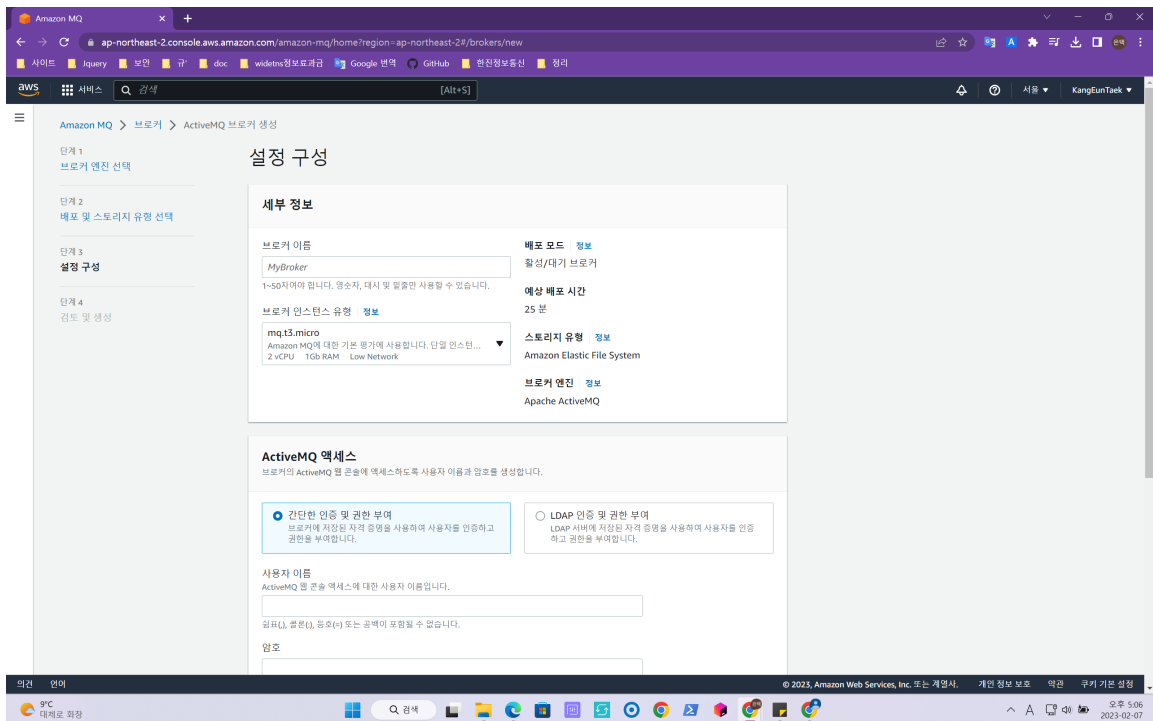 Amazon MQ
ap-northeast-2.console.aws.amazon.com/amazon-mq/home?region=ap-northeast-2#/brokers/new
사이트 Jquery 보안 규' doc widetns정보료과금 Google 번역 GitHub 한진정보통신 정리
aws 서비스 검색 [Alt+S] 서울 KangEunTaek
Amazon MQ 브로커 ActiveMQ 브로커 생성
단계 1
브로커 엔진 선택
단계 2
배포 및 스토리지 유형 선택
단계 3
설정 구성
단계 4
검토 및 생성
설정 구성
세부 정보
브로커 이름
MyBroker
1~50자여야 합니다. 영숫자, 대시 및 밑줄만 사용할 수 있습니다.
브로커 인스턴스 유형 정보
mq.t3.micro
Amazon MQ에 대한 기본 평가에 사용합니다. 단일 인스턴...
2 vCPU 1Gb RAM Low Network
배포 모드 정보
활성/대기 브로커
예상 배포 시간
25 분
스토리지 유형 정보
Amazon Elastic File System
브로커 엔진 정보
Apache ActiveMQ
ActiveMQ 액세스
브로커의 ActiveMQ 웹 콘솔에 액세스하도록 사용자 이름과 암호를 생성합니다.
간단한 인증 및 권한 부여
브로커에 저장된 자격 증명을 사용하여 사용자를 인증하고
권한을 부여합니다.
LDAP 인증 및 권한 부여
LDAP 서버에 저장된 자격 증명을 사용하여 사용자를 인증
하고 권한을 부여합니다.
사용자 이름
ActiveMQ 웹 콘솔 액세스에 대한 사용자 이름입니다.
쉼표(,), 콜론(:), 등호(=) 또는 공백이 포함될 수 없습니다.
암호
의견 언어 © 2023, Amazon Web Services, Inc. 또는 계열사. 개인 정보 보호 약관 쿠키 기본 설정
9°C
대체로 화창
검색
A
오후 5:06
2023-02-07